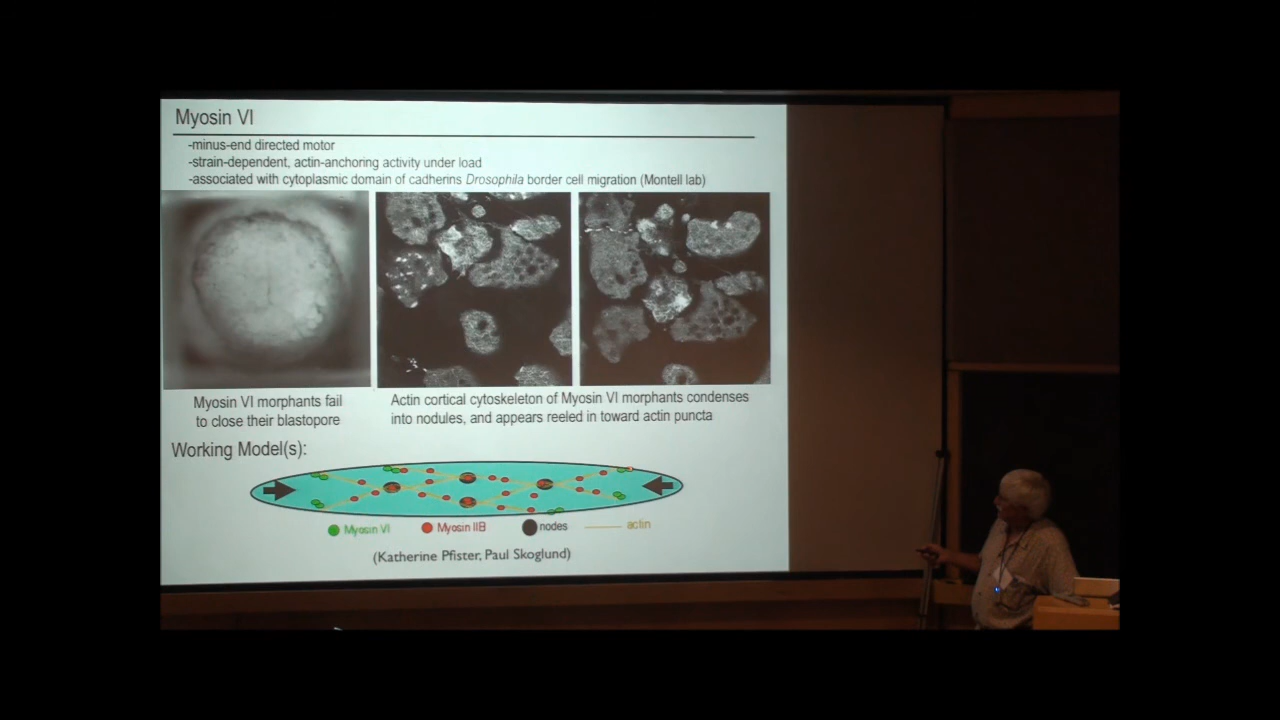 Myosin VI
-minus-end directed motor
-strain-dependent, actin-anchoring activity under load
-associated with cytoplasmic domain of cadherins Drosophila border cell migration (Montell lab)
Myosin VI morphants fail
to close their blastopore
Actin cortical cytoskeleton of Myosin VI morphants condenses
into nodules, and appears reeled in toward actin puncta
Working Model(s):
Myosin VI
Myosin IIB
nodes
actin
(Katherine Pfister, Paul Skoglund)